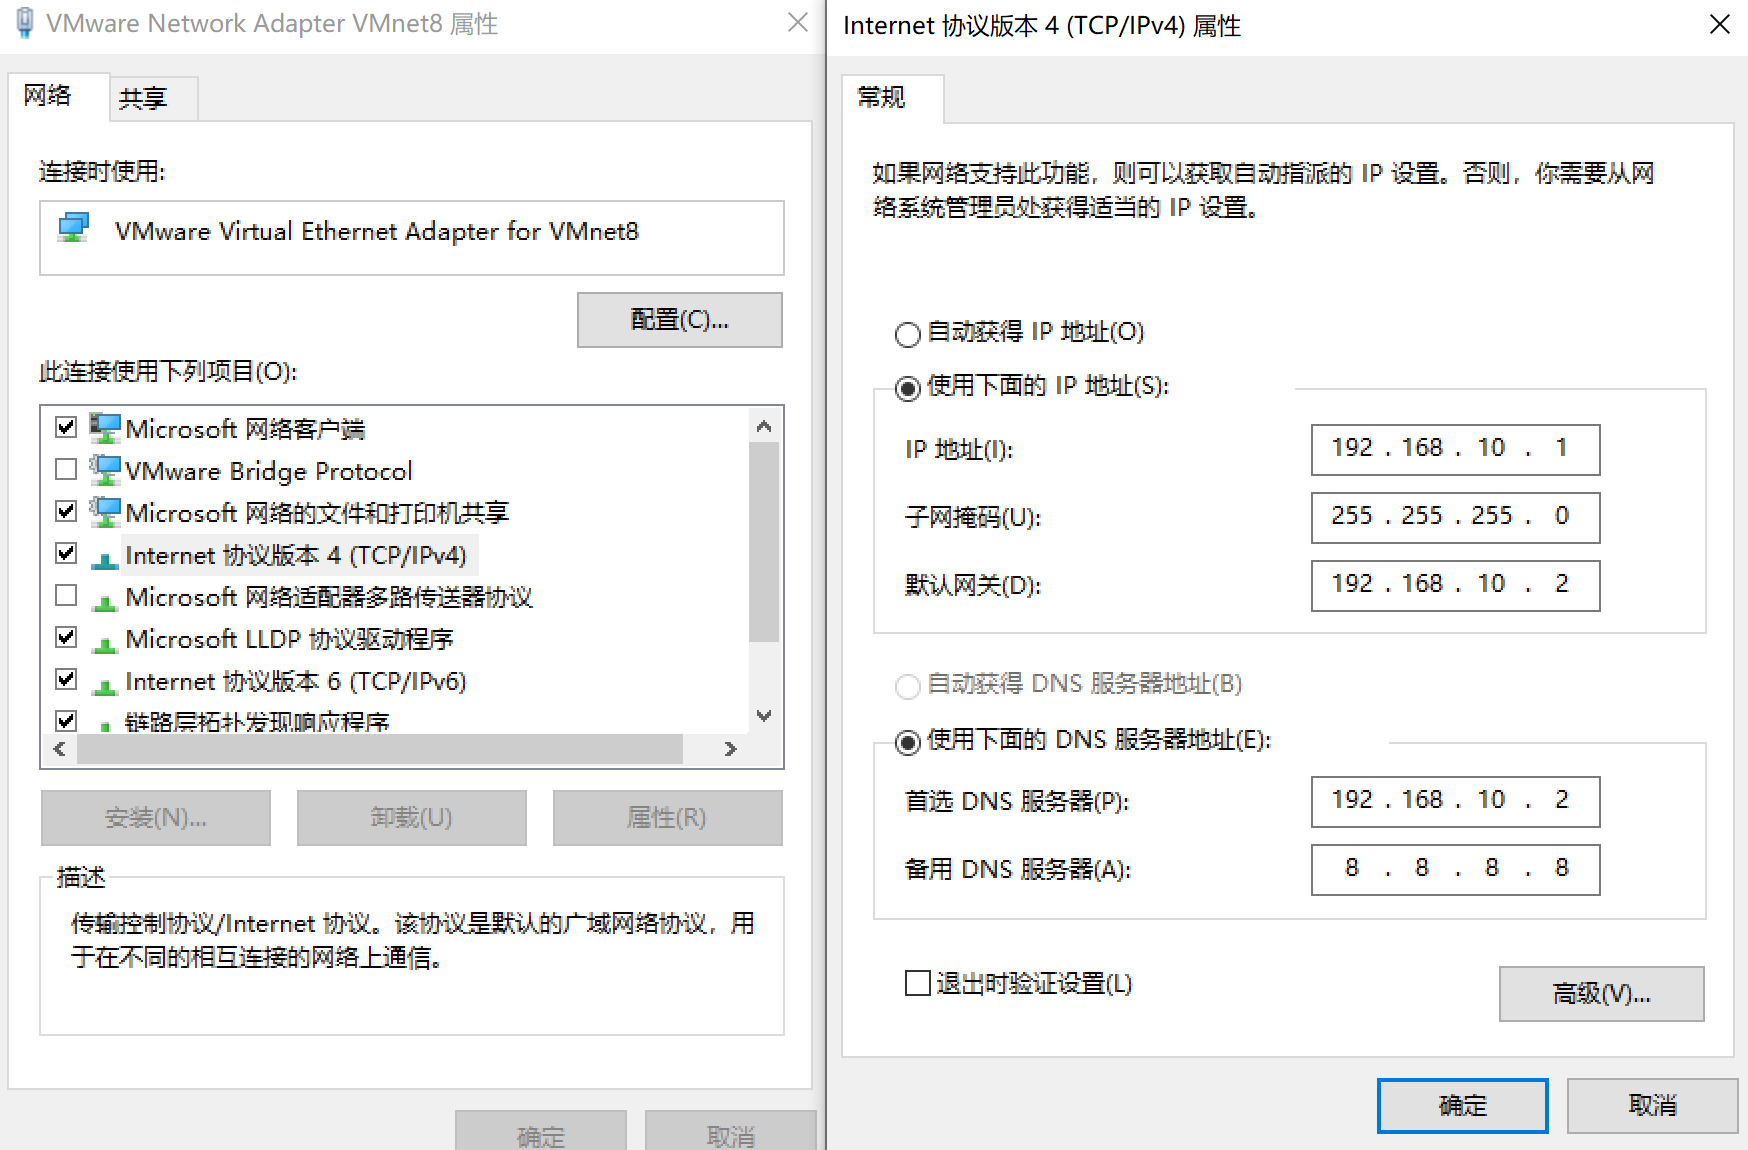 VMware Network Adapter VMnet8 属性
网络
共享
连接时使用:
VMware Virtual Ethernet Adapter for VMnet8
配置(C)...
此连接使用下列项目(O):
Microsoft 网络客户端
VMware Bridge Protocol
Microsoft 网络的文件和打印机共享
Internet 协议版本 4 (TCP/IPv4)
Microsoft 网络适配器多路传送器协议
Microsoft LLDP 协议驱动程序
Internet 协议版本 6 (TCP/IPv6)
链路层拓扑发现响应程序
安装(N)...
卸载(U)
属性(R)
描述
传输控制协议/Internet 协议。该协议是默认的广域网络协议，用
于在不同的相互连接的网络上通信。
确定
取消
Internet 协议版本 4 (TCP/IPv4) 属性
常规
如果网络支持此功能，则可以获取自动指派的 IP 设置。否则，你需要从网
络系统管理员处获得适当的 IP 设置。
自动获得 IP 地址(O)
使用下面的 IP 地址(S):
IP 地址(I):
192 . 168 . 10 . 1
子网掩码(U):
255 . 255 . 255 . 0
默认网关(D):
192 . 168 . 10 . 2
自动获得 DNS 服务器地址(B)
使用下面的 DNS 服务器地址(E):
首选 DNS 服务器(P):
192 . 168 . 10 . 2
备用 DNS 服务器(A):
8 . 8 . 8 . 8
退出时验证设置(L)
高级(V)...
确定
取消